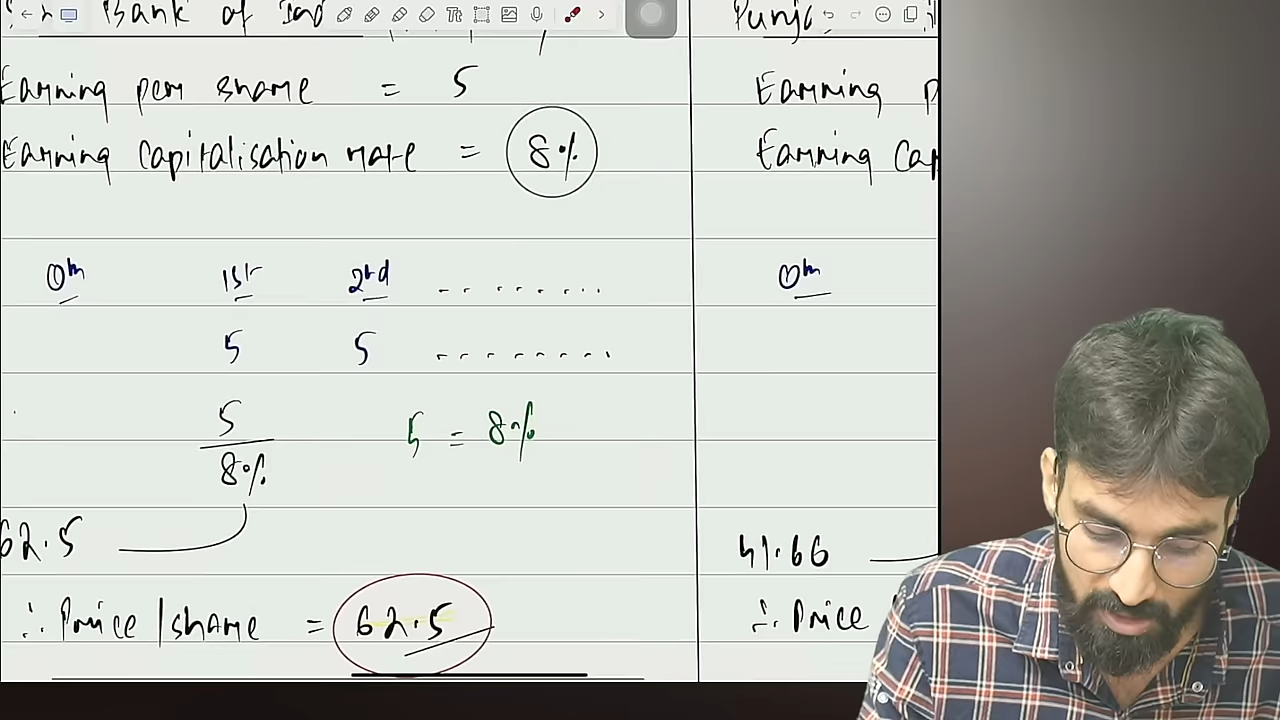 Bank of Ind
Earning per share = 5
Earning Capitalisation rate = 8%
0th 1st 2nd ........
5 5 ........
5
8%
5 = 8%
62.5
∴ Price / share = 62.5
Punj
Earning p
Earning Cap
0th
41.66
∴ Price